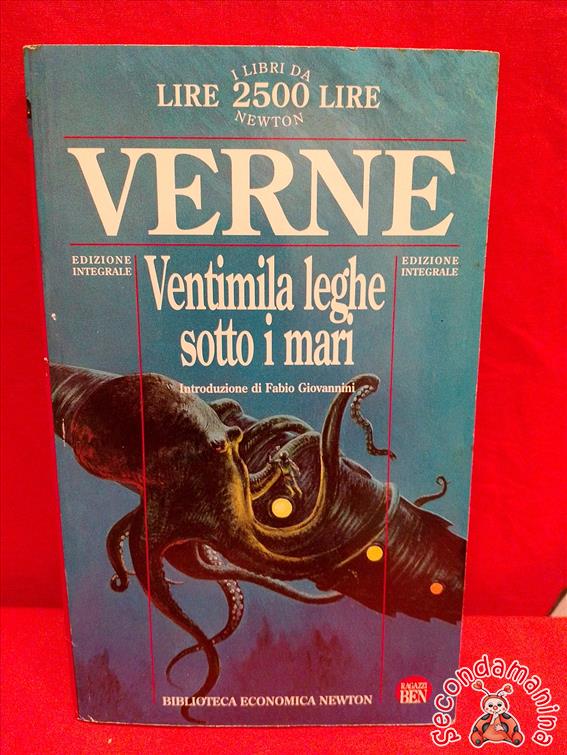 I LIBRI DA
LIRE 2500 LIRE
NEWTON
VERNE
EDIZIONE
INTEGRALE
Ventimila leghe
sotto i mari
EDIZIONE
INTEGRALE
Introduzione di Fabio Giovannini
BIBLIOTECA ECONOMICA NEWTON
RAGAZZI
BEN
secondamanina